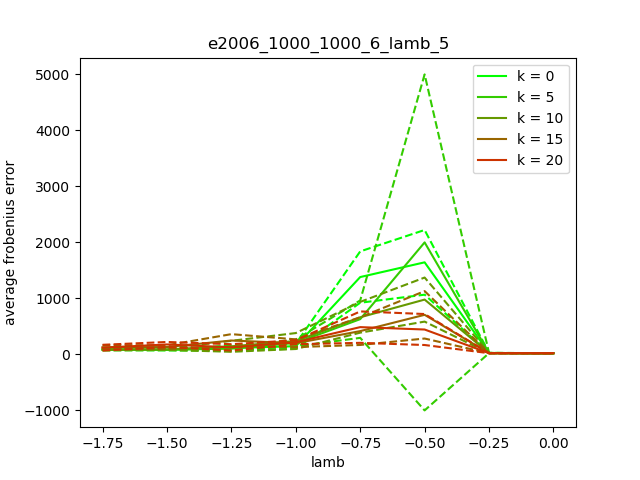 e2006_1000_1000_6_lamb_5
5000
4000
3000
2000
1000
0
−1000
average frobenius error
k = 0
k = 5
k = 10
k = 15
k = 20
−1.75 −1.50 −1.25 −1.00 −0.75 −0.50 −0.25 0.00
lamb